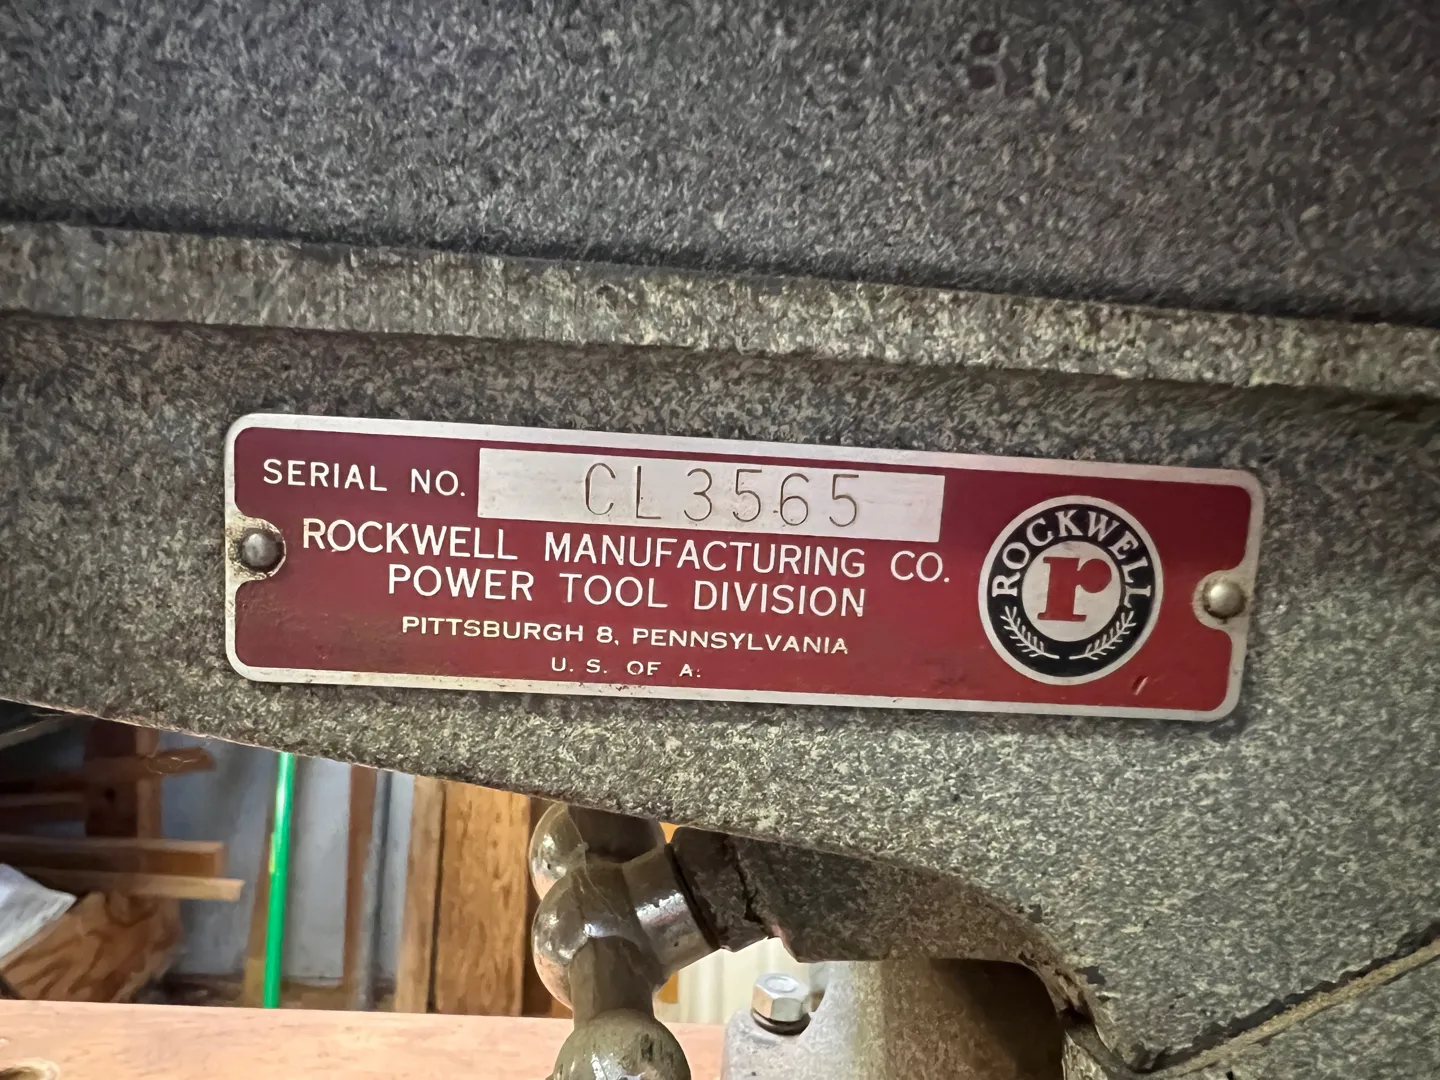 SERIAL NO. CL3565
ROCKWELL MANUFACTURING CO.
POWER TOOL DIVISION
PITTSBURGH 8, PENNSYLVANIA
U. S. OF A.
ROCKWELL
r